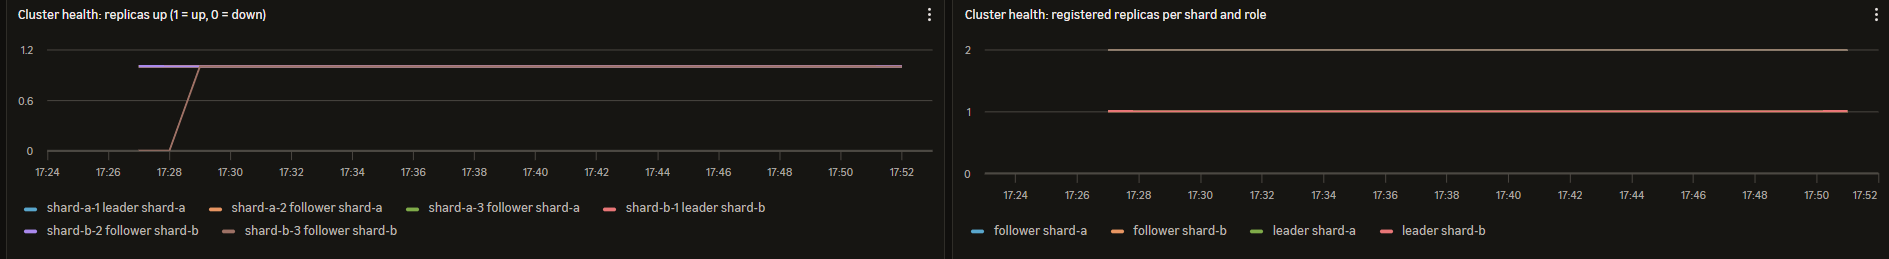 Cluster health: replicas up (1 = up, 0 = down)
1.2
0.6
0
17:24 17:26 17:28 17:30 17:32 17:34 17:36 17:38 17:40 17:42 17:44 17:46 17:48 17:50 17:52
shard-a-1 leader shard-a shard-a-2 follower shard-a shard-a-3 follower shard-a shard-b-1 leader shard-b
shard-b-2 follower shard-b shard-b-3 follower shard-b
Cluster health: registered replicas per shard and role
2
1
0
17:24 17:26 17:28 17:30 17:32 17:34 17:36 17:38 17:40 17:42 17:44 17:46 17:48 17:50 17:52
follower shard-a follower shard-b leader shard-a leader shard-b